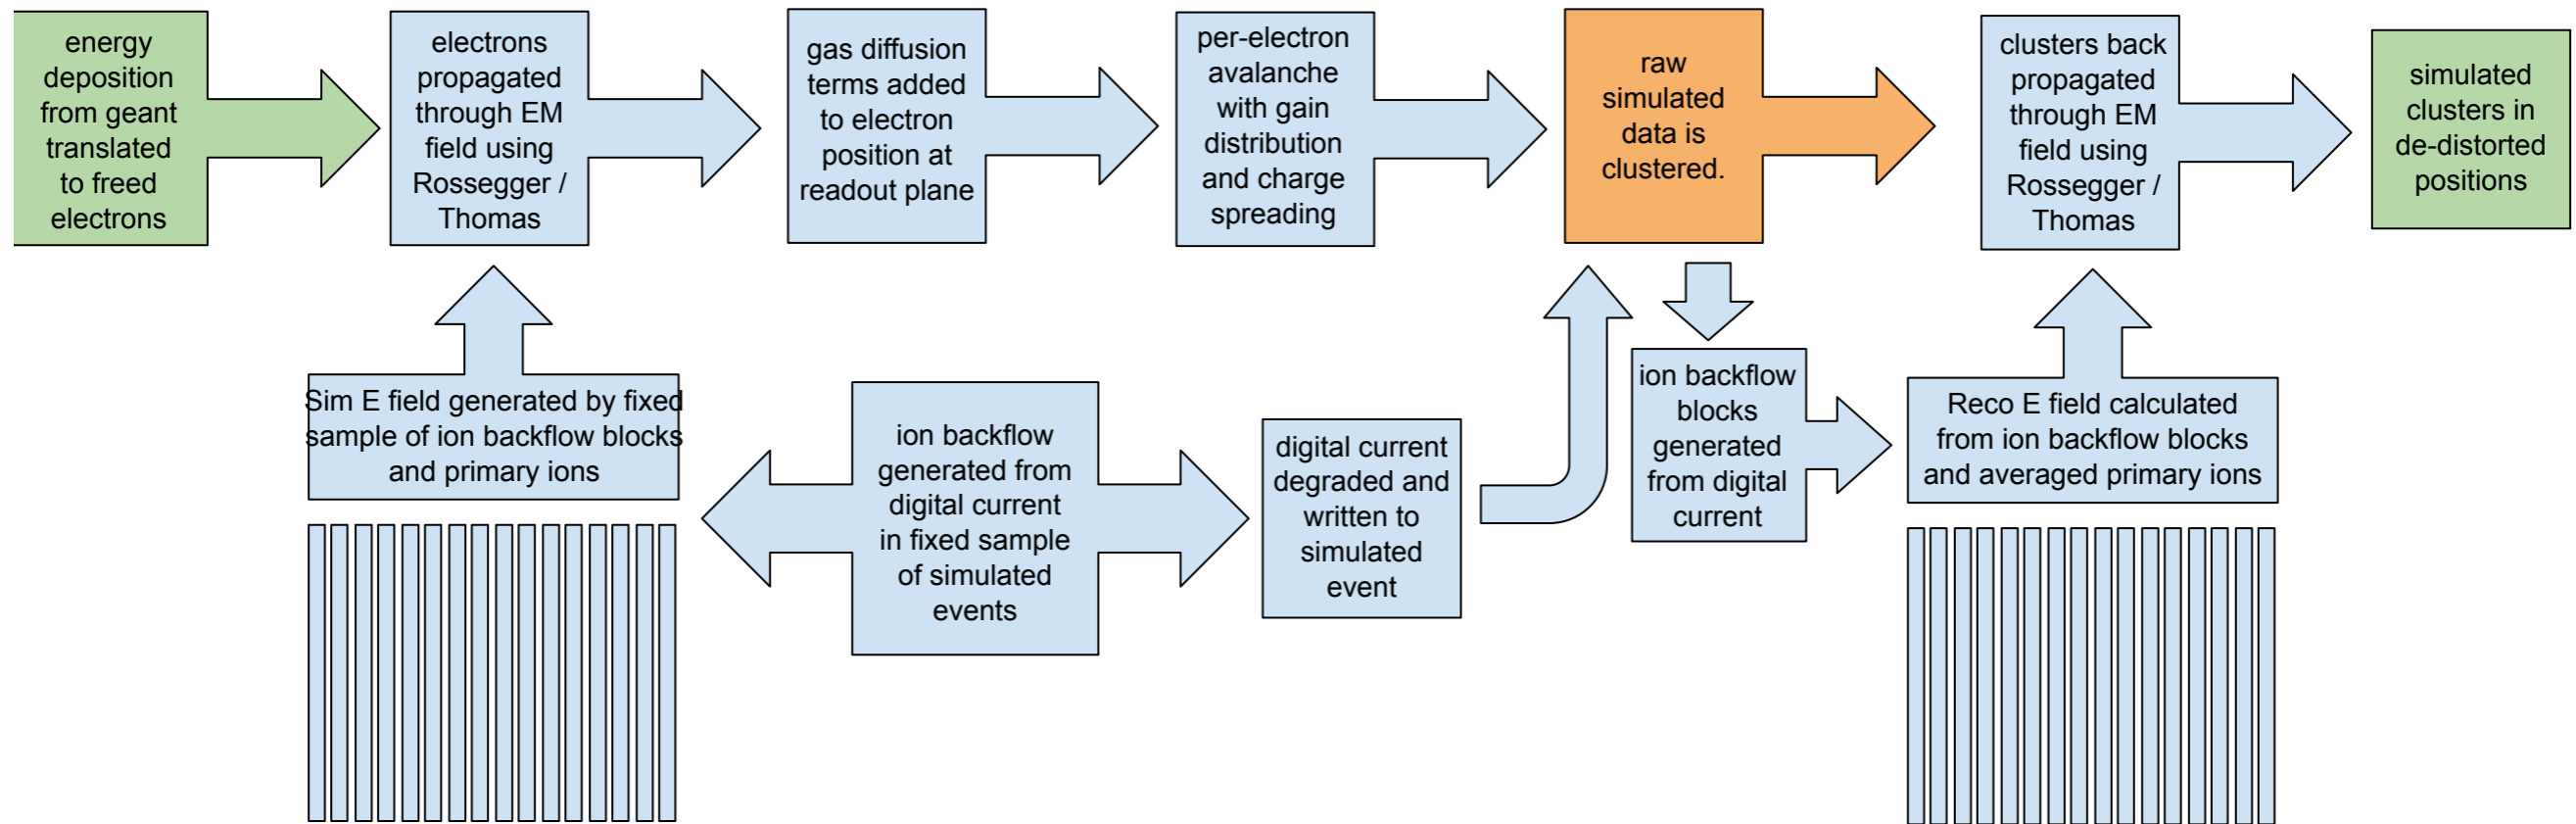 energy
deposition
from geant
translated
to freed
electrons
electrons
propagated
through EM
field using
Rossegger /
Thomas
gas diffusion
terms added
to electron
position at
readout plane
per-electron
avalanche
with gain
distribution
and charge
spreading
raw
simulated
data is
clustered.
clusters back
propagated
through EM
field using
Rossegger /
Thomas
simulated
clusters in
de-distorted
positions
Sim E field generated by fixed
sample of ion backflow blocks
and primary ions
ion backflow
generated from
digital current
in fixed sample
of simulated
events
digital current
degraded and
written to
simulated
event
ion backflow
blocks
generated
from digital
current
Reco E field calculated
from ion backflow blocks
and averaged primary ions